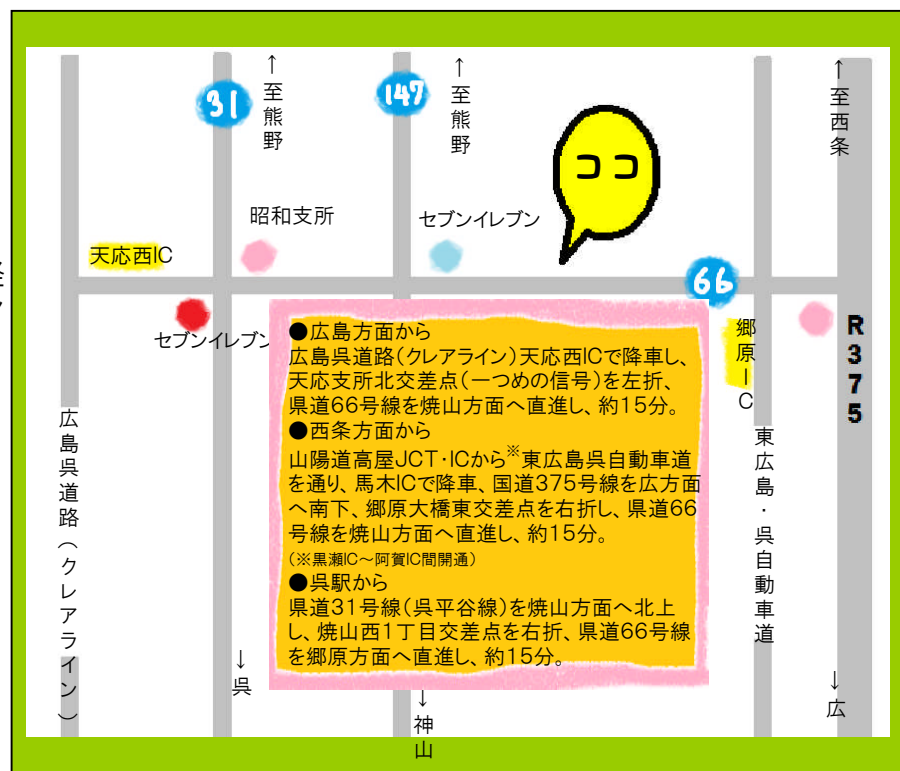 31
↑至熊野
147
↑至熊野
ココ
↑至西条
昭和支所
セブンイレブン
天応西IC
66
セブンイレブン
郷原IC
R375
●広島方面から
広島呉道路(クレアライン)天応西ICで降車し、
天応支所北交差点(一つめの信号)を左折、
県道66号線を焼山方面へ直進し、約15分。
●西条方面から
山陽道高屋JCT・ICから※東広島呉自動車道
を通り、馬木ICで降車、国道375号線を広方面
へ南下、郷原大橋東交差点を右折し、県道66
号線を焼山方面へ直進し、約15分。
(※黒瀬IC～阿賀IC間開通)
●呉駅から
県道31号線(呉平谷線)を焼山方面へ北上
し、焼山西1丁目交差点を右折、県道66号線
を郷原方面へ直進し、約15分。
広島呉道路(クレアライン)
東広島・呉自動車道
↓呉
↓神山
↓広